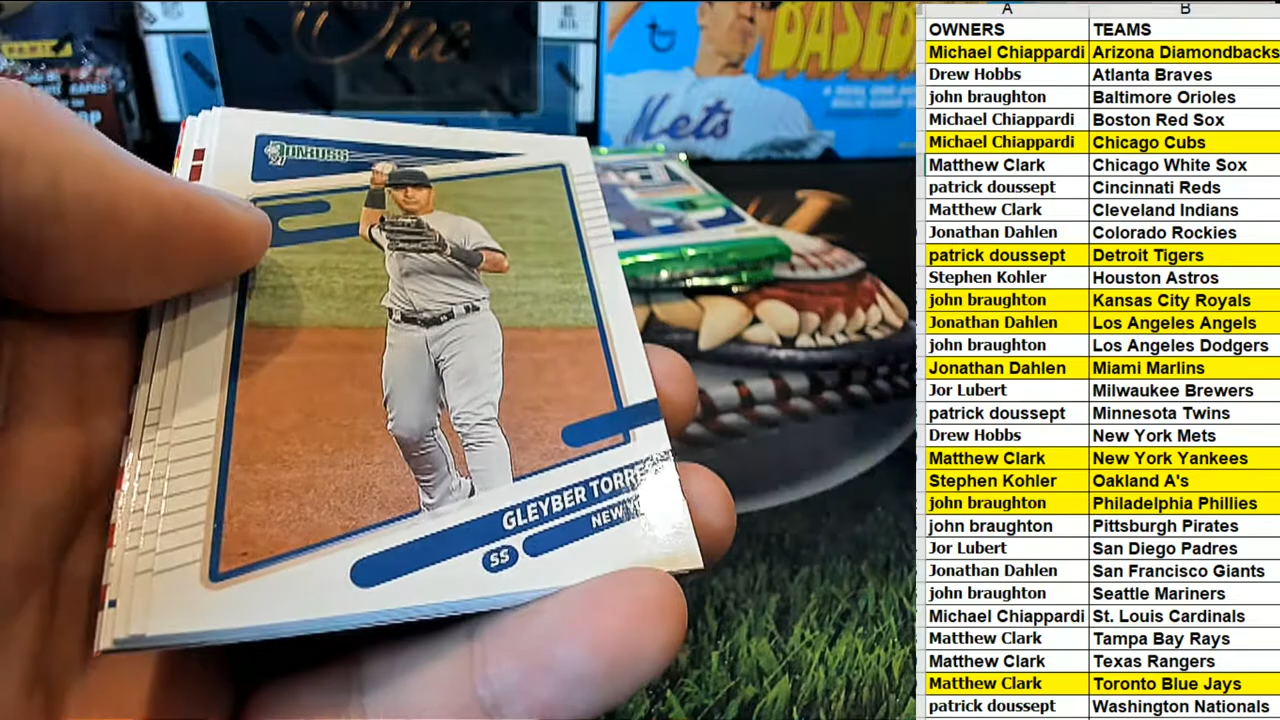 One
BASEB
Mets
DONRUSS
GLEYBER TORRE
NEW
SS
A B
OWNERS TEAMS
Michael Chiappardi Arizona Diamondbacks
Drew Hobbs Atlanta Braves
john braughton Baltimore Orioles
Michael Chiappardi Boston Red Sox
Michael Chiappardi Chicago Cubs
Matthew Clark Chicago White Sox
patrick doussept Cincinnati Reds
Matthew Clark Cleveland Indians
Jonathan Dahlen Colorado Rockies
patrick doussept Detroit Tigers
Stephen Kohler Houston Astros
john braughton Kansas City Royals
Jonathan Dahlen Los Angeles Angels
john braughton Los Angeles Dodgers
Jonathan Dahlen Miami Marlins
Jor Lubert Milwaukee Brewers
patrick doussept Minnesota Twins
Drew Hobbs New York Mets
Matthew Clark New York Yankees
Stephen Kohler Oakland A's
john braughton Philadelphia Phillies
john braughton Pittsburgh Pirates
Jor Lubert San Diego Padres
Jonathan Dahlen San Francisco Giants
john braughton Seattle Mariners
Michael Chiappardi St. Louis Cardinals
Matthew Clark Tampa Bay Rays
Matthew Clark Texas Rangers
Matthew Clark Toronto Blue Jays
patrick doussept Washington Nationals